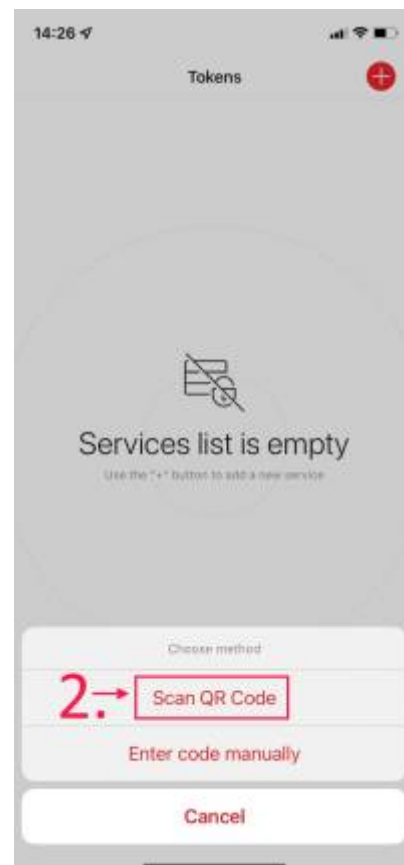 14:26
Tokens
Services list is empty
Use the "+" button to add a new service
Choose method
2.→ Scan QR Code
Enter code manually
Cancel